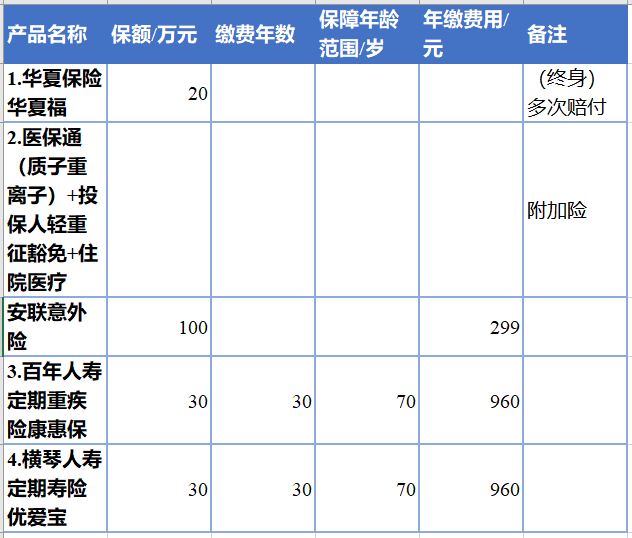 产品名称 保额/万元 缴费年数 保障年龄 年缴费用/ 备注
范围/岁 元
1.华夏保险 20 （终身）
华夏福 多次赔付
2.医保通
（质子重
离子）+投
保人轻重 附加险
征豁免+住
院医疗
安联意外 100 299
险
3.百年人寿
定期重疾 30 30 70 960
险康惠保
4.横琴人寿
定期寿险 30 30 70 960
优爱宝